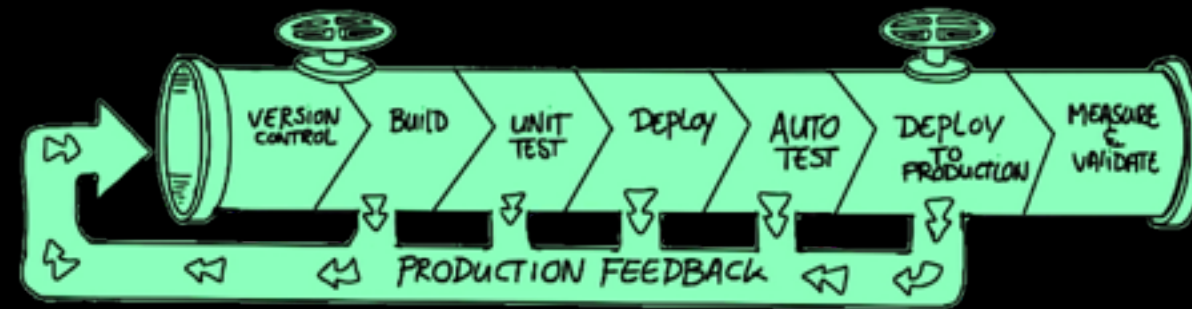 VERSION
CONTROL
BUILD
UNIT
TEST
DEPLOY
AUTO
TEST
DEPLOY
TO
PRODUCTION
MEASURE
&
VALIDATE
PRODUCTION FEEDBACK